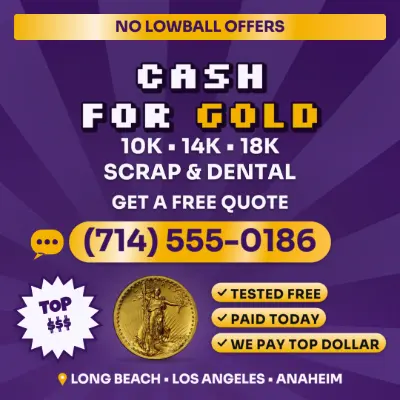 NO LOWBALL OFFERS
CASH
FOR GOLD
10K ▪ 14K ▪ 18K
SCRAP & DENTAL
GET A FREE QUOTE
(714) 555-0186
TOP
$$$
✓ TESTED FREE
✓ PAID TODAY
✓ WE PAY TOP DOLLAR
LONG BEACH ▪ LOS ANGELES ▪ ANAHEIM